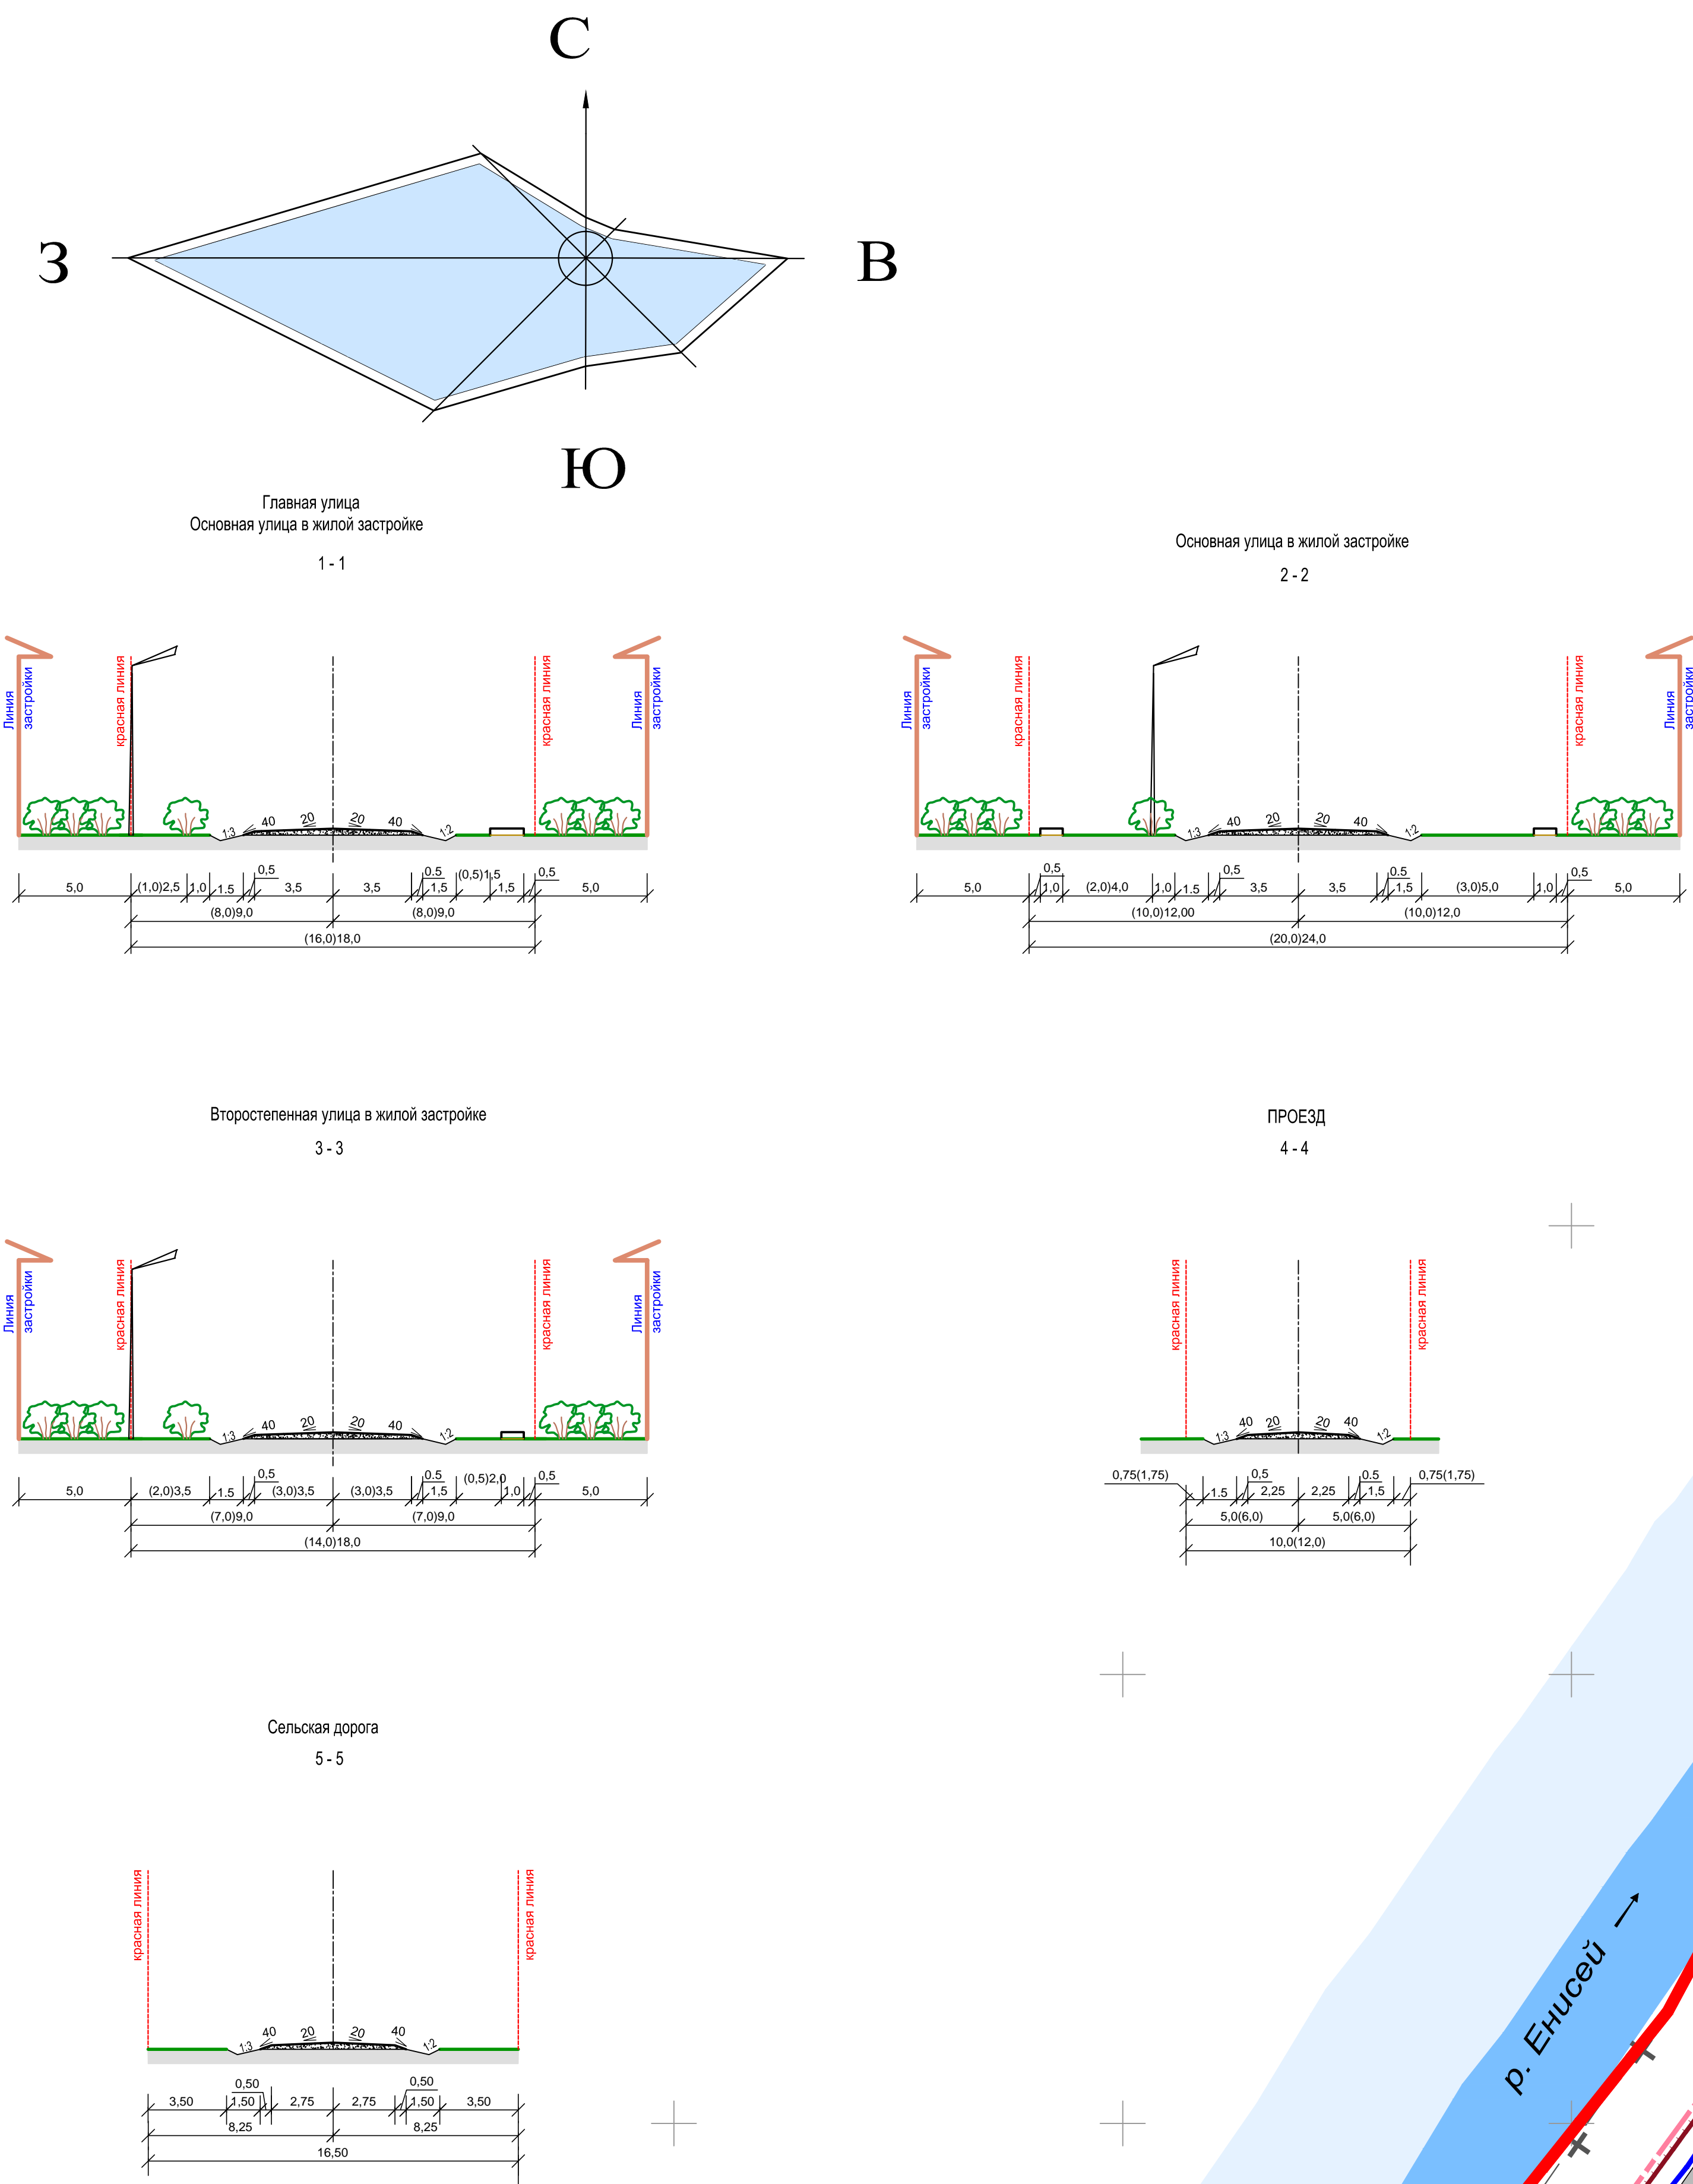 С
З
В
Ю
Главная улица
Основная улица в жилой застройке
1 - 1
Линия
застройки
красная линия
красная линия
Линия
застройки
1:3
40
20
20
40
1:2
5,0
(1,0)2,5
1,0
1.5
0,5
3,5
3,5
0.5
1,5
(0,5)1,5
1,5
0,5
5,0
(8,0)9,0
(8,0)9,0
(16,0)18,0
Основная улица в жилой застройке
2 - 2
Линия
застройки
красная линия
красная линия
Линия
застройки
1:3
40
20
20
40
1:2
5,0
0,5
1,0
(2,0)4,0
1,0
1.5
0,5
3,5
3,5
0.5
1,5
(3,0)5,0
1,0
0,5
5,0
(10,0)12,00
(10,0)12,0
(20,0)24,0
Второстепенная улица в жилой застройке
3 - 3
Линия
застройки
красная линия
красная линия
Линия
застройки
1:3
40
20
20
40
1:2
5,0
(2,0)3,5
1.5
0,5
(3,0)3,5
(3,0)3,5
0.5
1,5
(0,5)2,0
1,0
0,5
5,0
(7,0)9,0
(7,0)9,0
(14,0)18,0
ПРОЕЗД
4 - 4
красная линия
красная линия
1:3
40
20
20
40
1:2
0,75(1,75)
1.5
0,5
2,25
2,25
0.5
1,5
0,75(1,75)
5,0(6,0)
5,0(6,0)
10,0(12,0)
Сельская дорога
5 - 5
красная линия
красная линия
1:3
40
20
20
40
1:2
3,50
1,50
0,50
2,75
2,75
0,50
1,50
3,50
8,25
8,25
16,50
р. Енисей